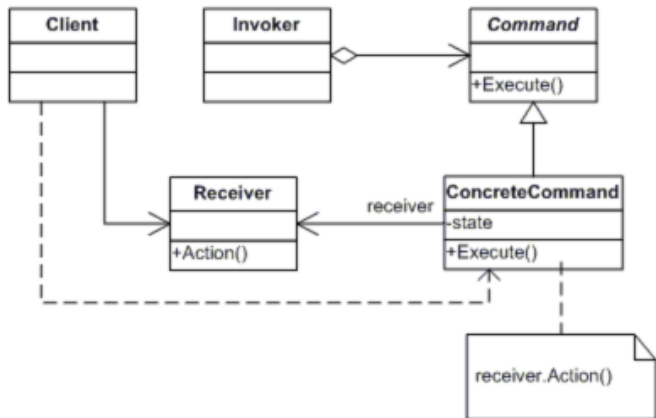 Client
Invoker
Command
+Execute()
Receiver
+Action()
receiver
ConcreteCommand
-state
+Execute()
receiver.Action()